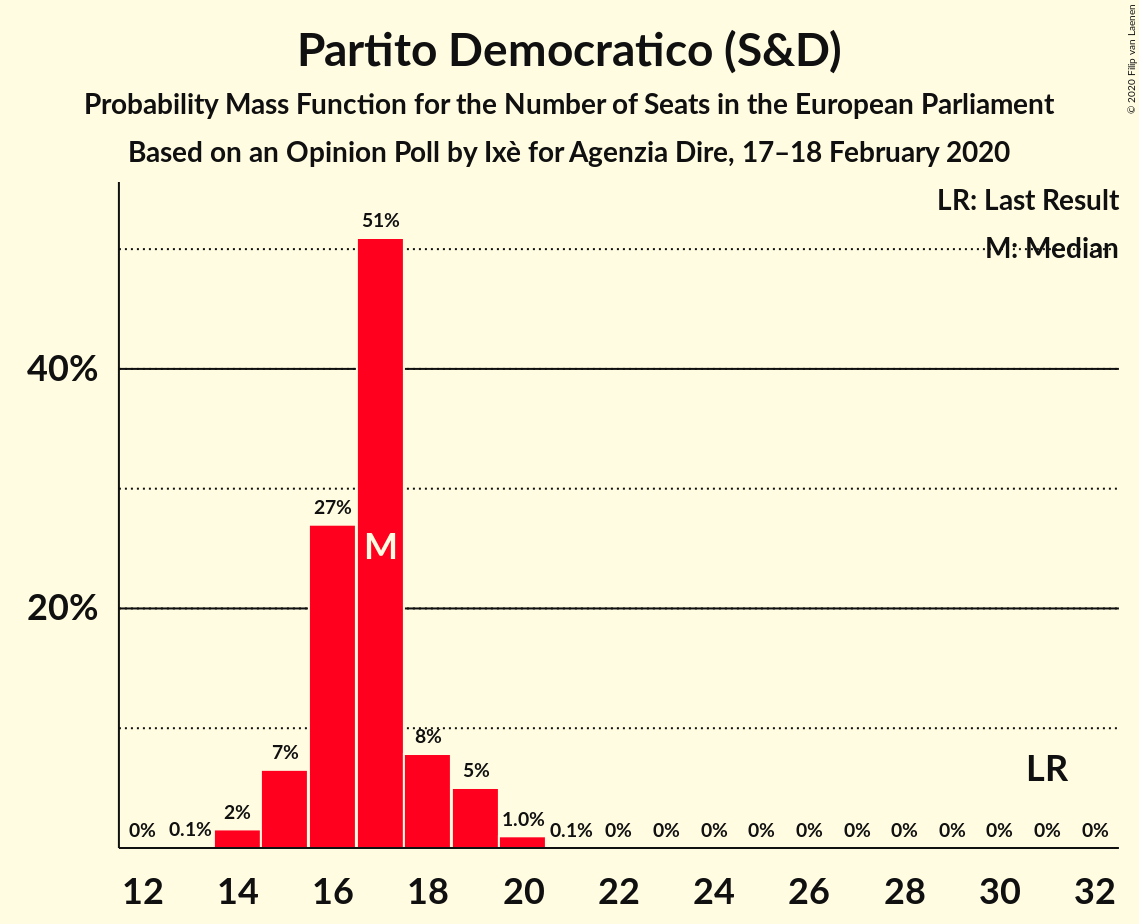 Partito Democratico (S&D)
Probability Mass Function for the Number of Seats in the European Parliament
Based on an Opinion Poll by Ixè for Agenzia Dire, 17–18 February 2020
© 2020 Filip van Laenen
LR: Last Result
M: Median
40%
20%
0% 0.1% 2% 7% 27% 51% 8% 5% 1.0% 0.1% 0% 0% 0% 0% 0% 0% 0% 0% 0% 0% 0%
M
LR
12 14 16 18 20 22 24 26 28 30 32